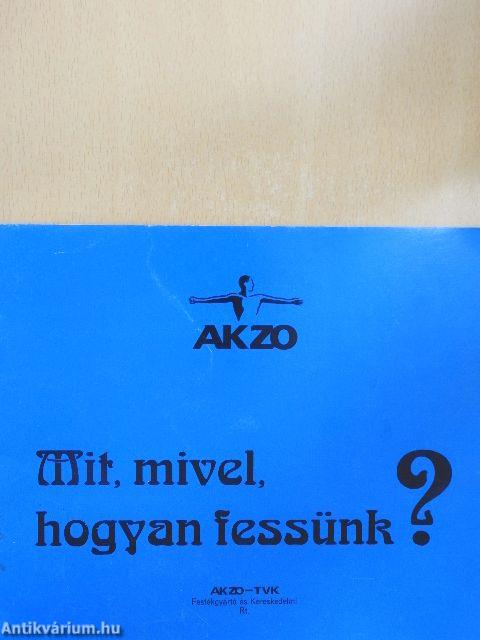 AKZO
Mit, mivel,
hogyan fessünk ?
AKZO-TVK
Festékgyártó és Kereskedelmi
Rt.
Antikvárium.hu